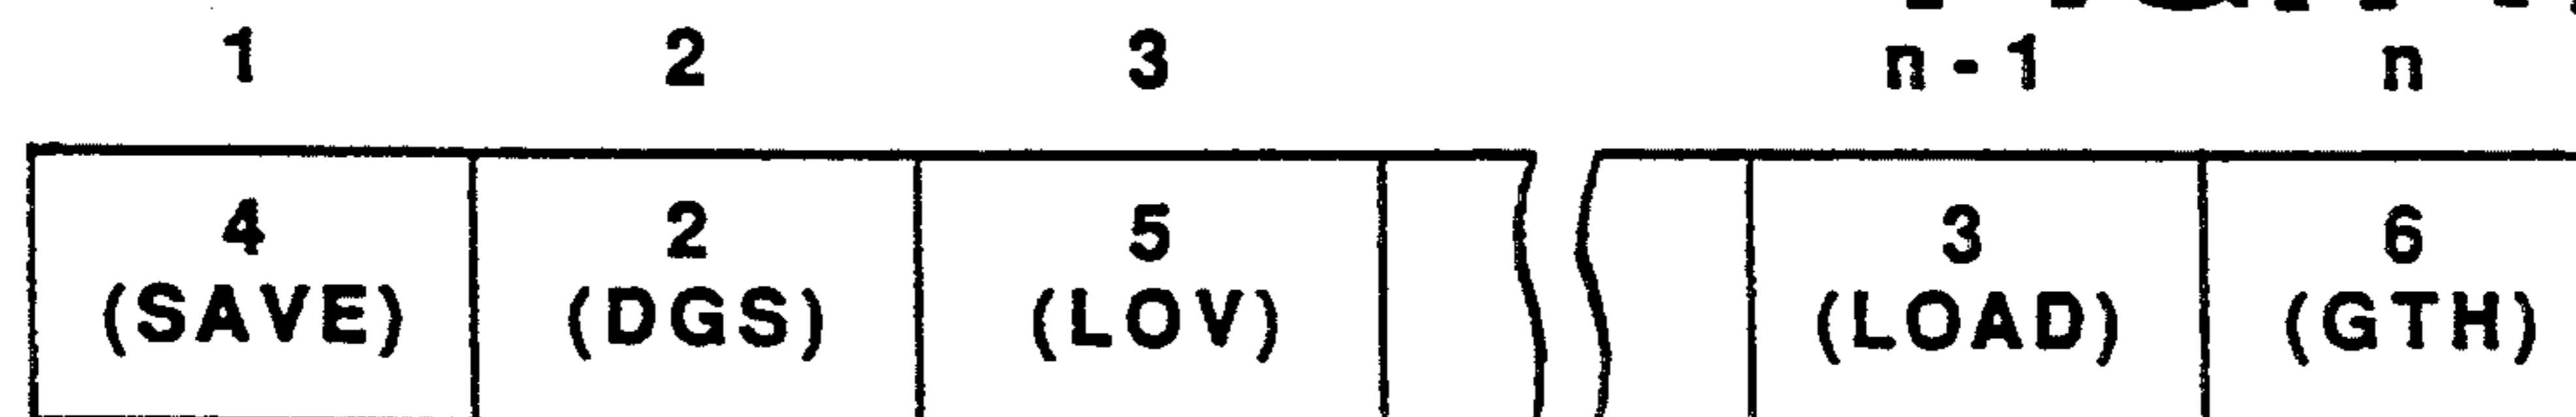 1 2 3 n-1 n
4 2 5 3 6
(SAVE) (DGS) (LOV) (LOAD) (GTH)